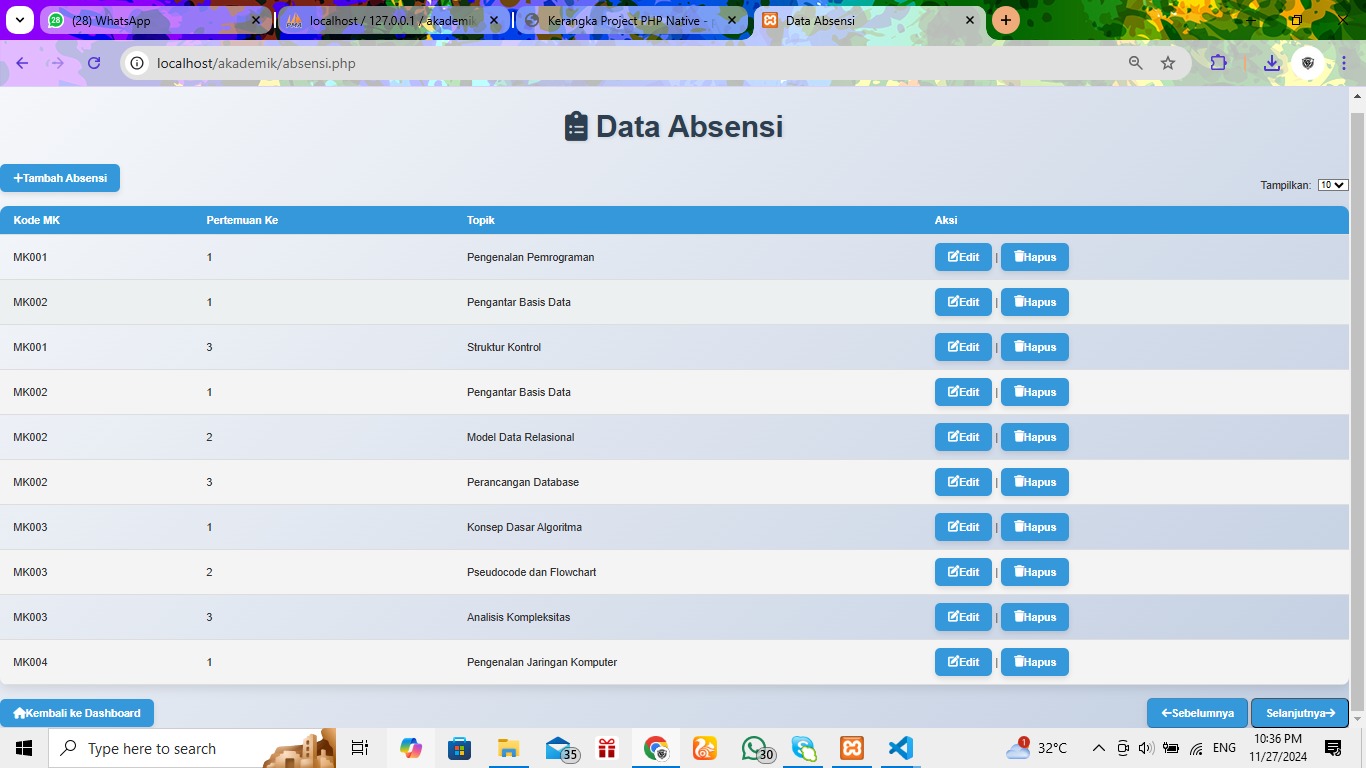 28 (28) WhatsApp
localhost / 127.0.0.1 / akademik
Kerangka Project PHP Native -
Data Absensi
localhost/akademik/absensi.php
Data Absensi
+Tambah Absensi
Tampilkan: 10
Kode MK Pertemuan Ke Topik Aksi
MK001 1 Pengenalan Pemrograman Edit | Hapus
MK002 1 Pengantar Basis Data Edit | Hapus
MK001 3 Struktur Kontrol Edit | Hapus
MK002 1 Pengantar Basis Data Edit | Hapus
MK002 2 Model Data Relasional Edit | Hapus
MK002 3 Perancangan Database Edit | Hapus
MK003 1 Konsep Dasar Algoritma Edit | Hapus
MK003 2 Pseudocode dan Flowchart Edit | Hapus
MK003 3 Analisis Kompleksitas Edit | Hapus
MK004 1 Pengenalan Jaringan Komputer Edit | Hapus
Kembali ke Dashboard
←Sebelumnya Selanjutnya→
Type here to search
35
30
1
32°C
ENG
10:36 PM
11/27/2024